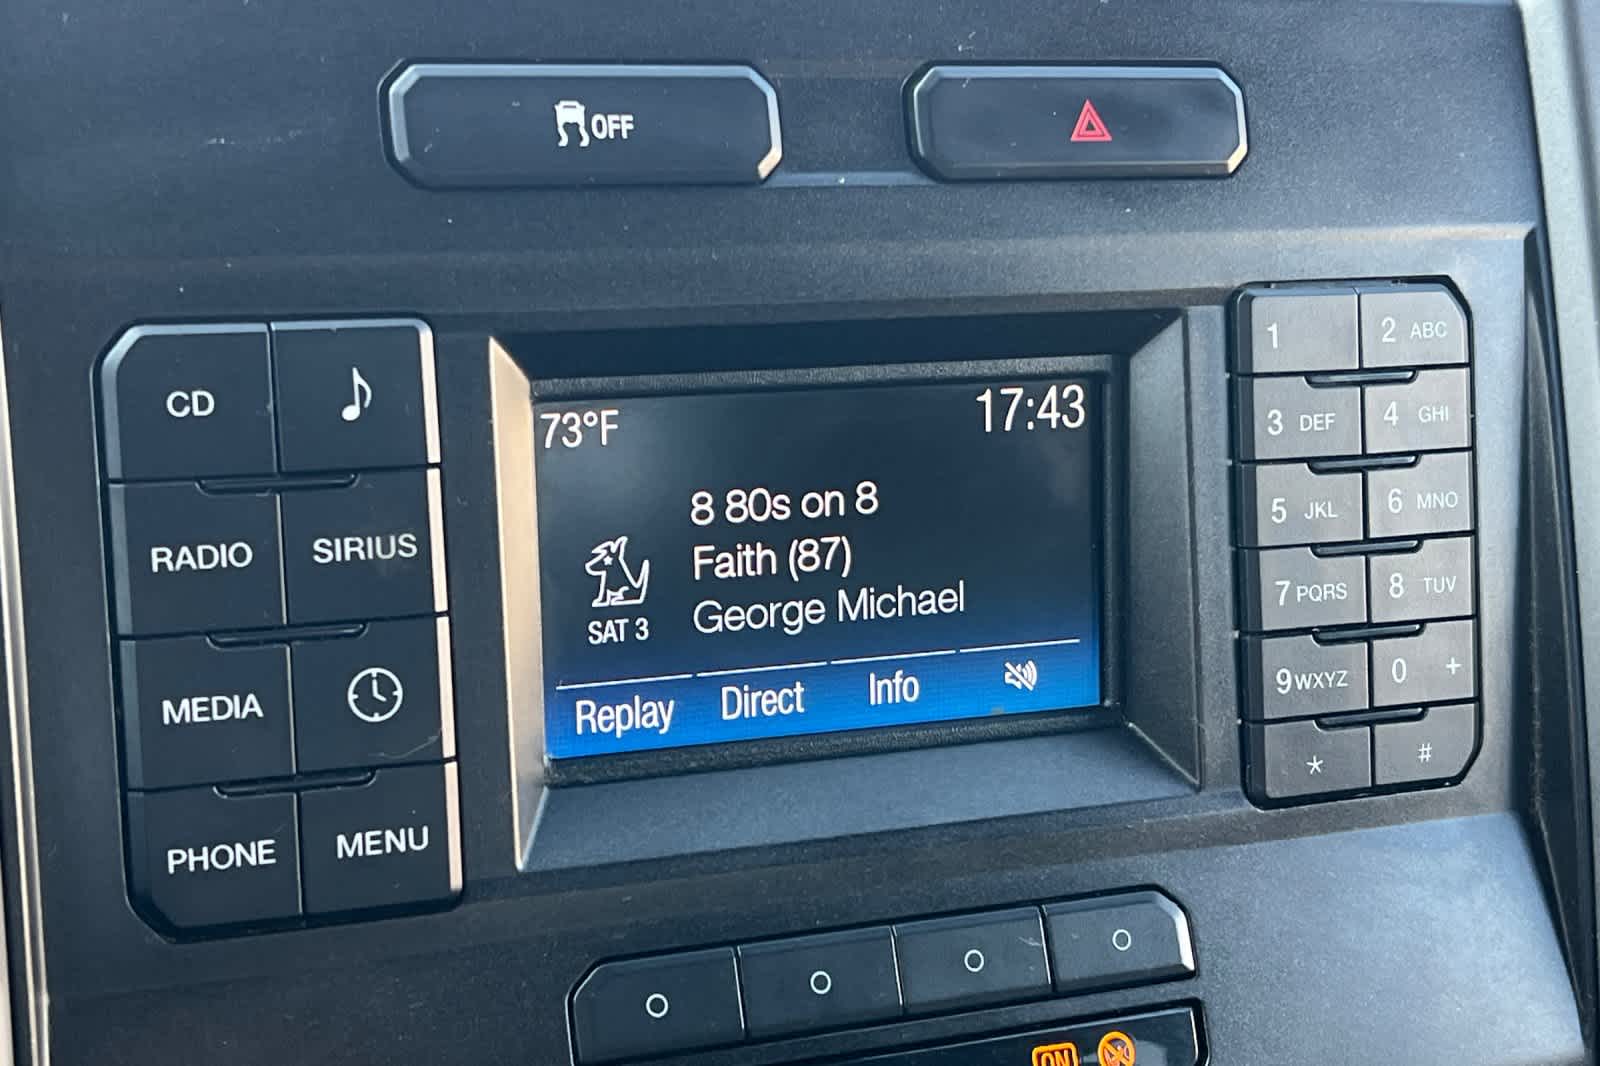 OFF
73°F 17:43
8 80s on 8
Faith (87)
George Michael
SAT 3
Replay Direct Info
CD
RADIO SIRIUS
MEDIA
PHONE MENU
1 2 ABC
3 DEF 4 GHI
5 JKL 6 MNO
7 PQRS 8 TUV
9 WXYZ 0 +
* #
ON